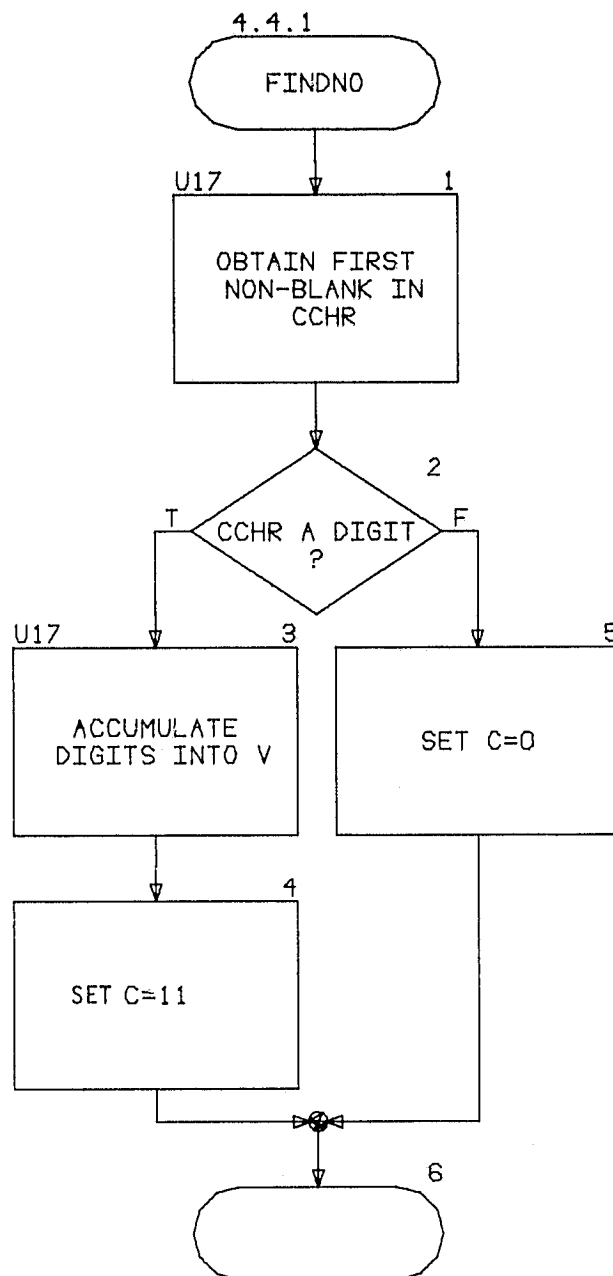 4.4.1
FINDNO
U17 1
OBTAIN FIRST
NON-BLANK IN
CCHR
2
T CCHR A DIGIT F
?
U17 3
ACCUMULATE
DIGITS INTO V
5
SET C=0
4
SET C=11
6